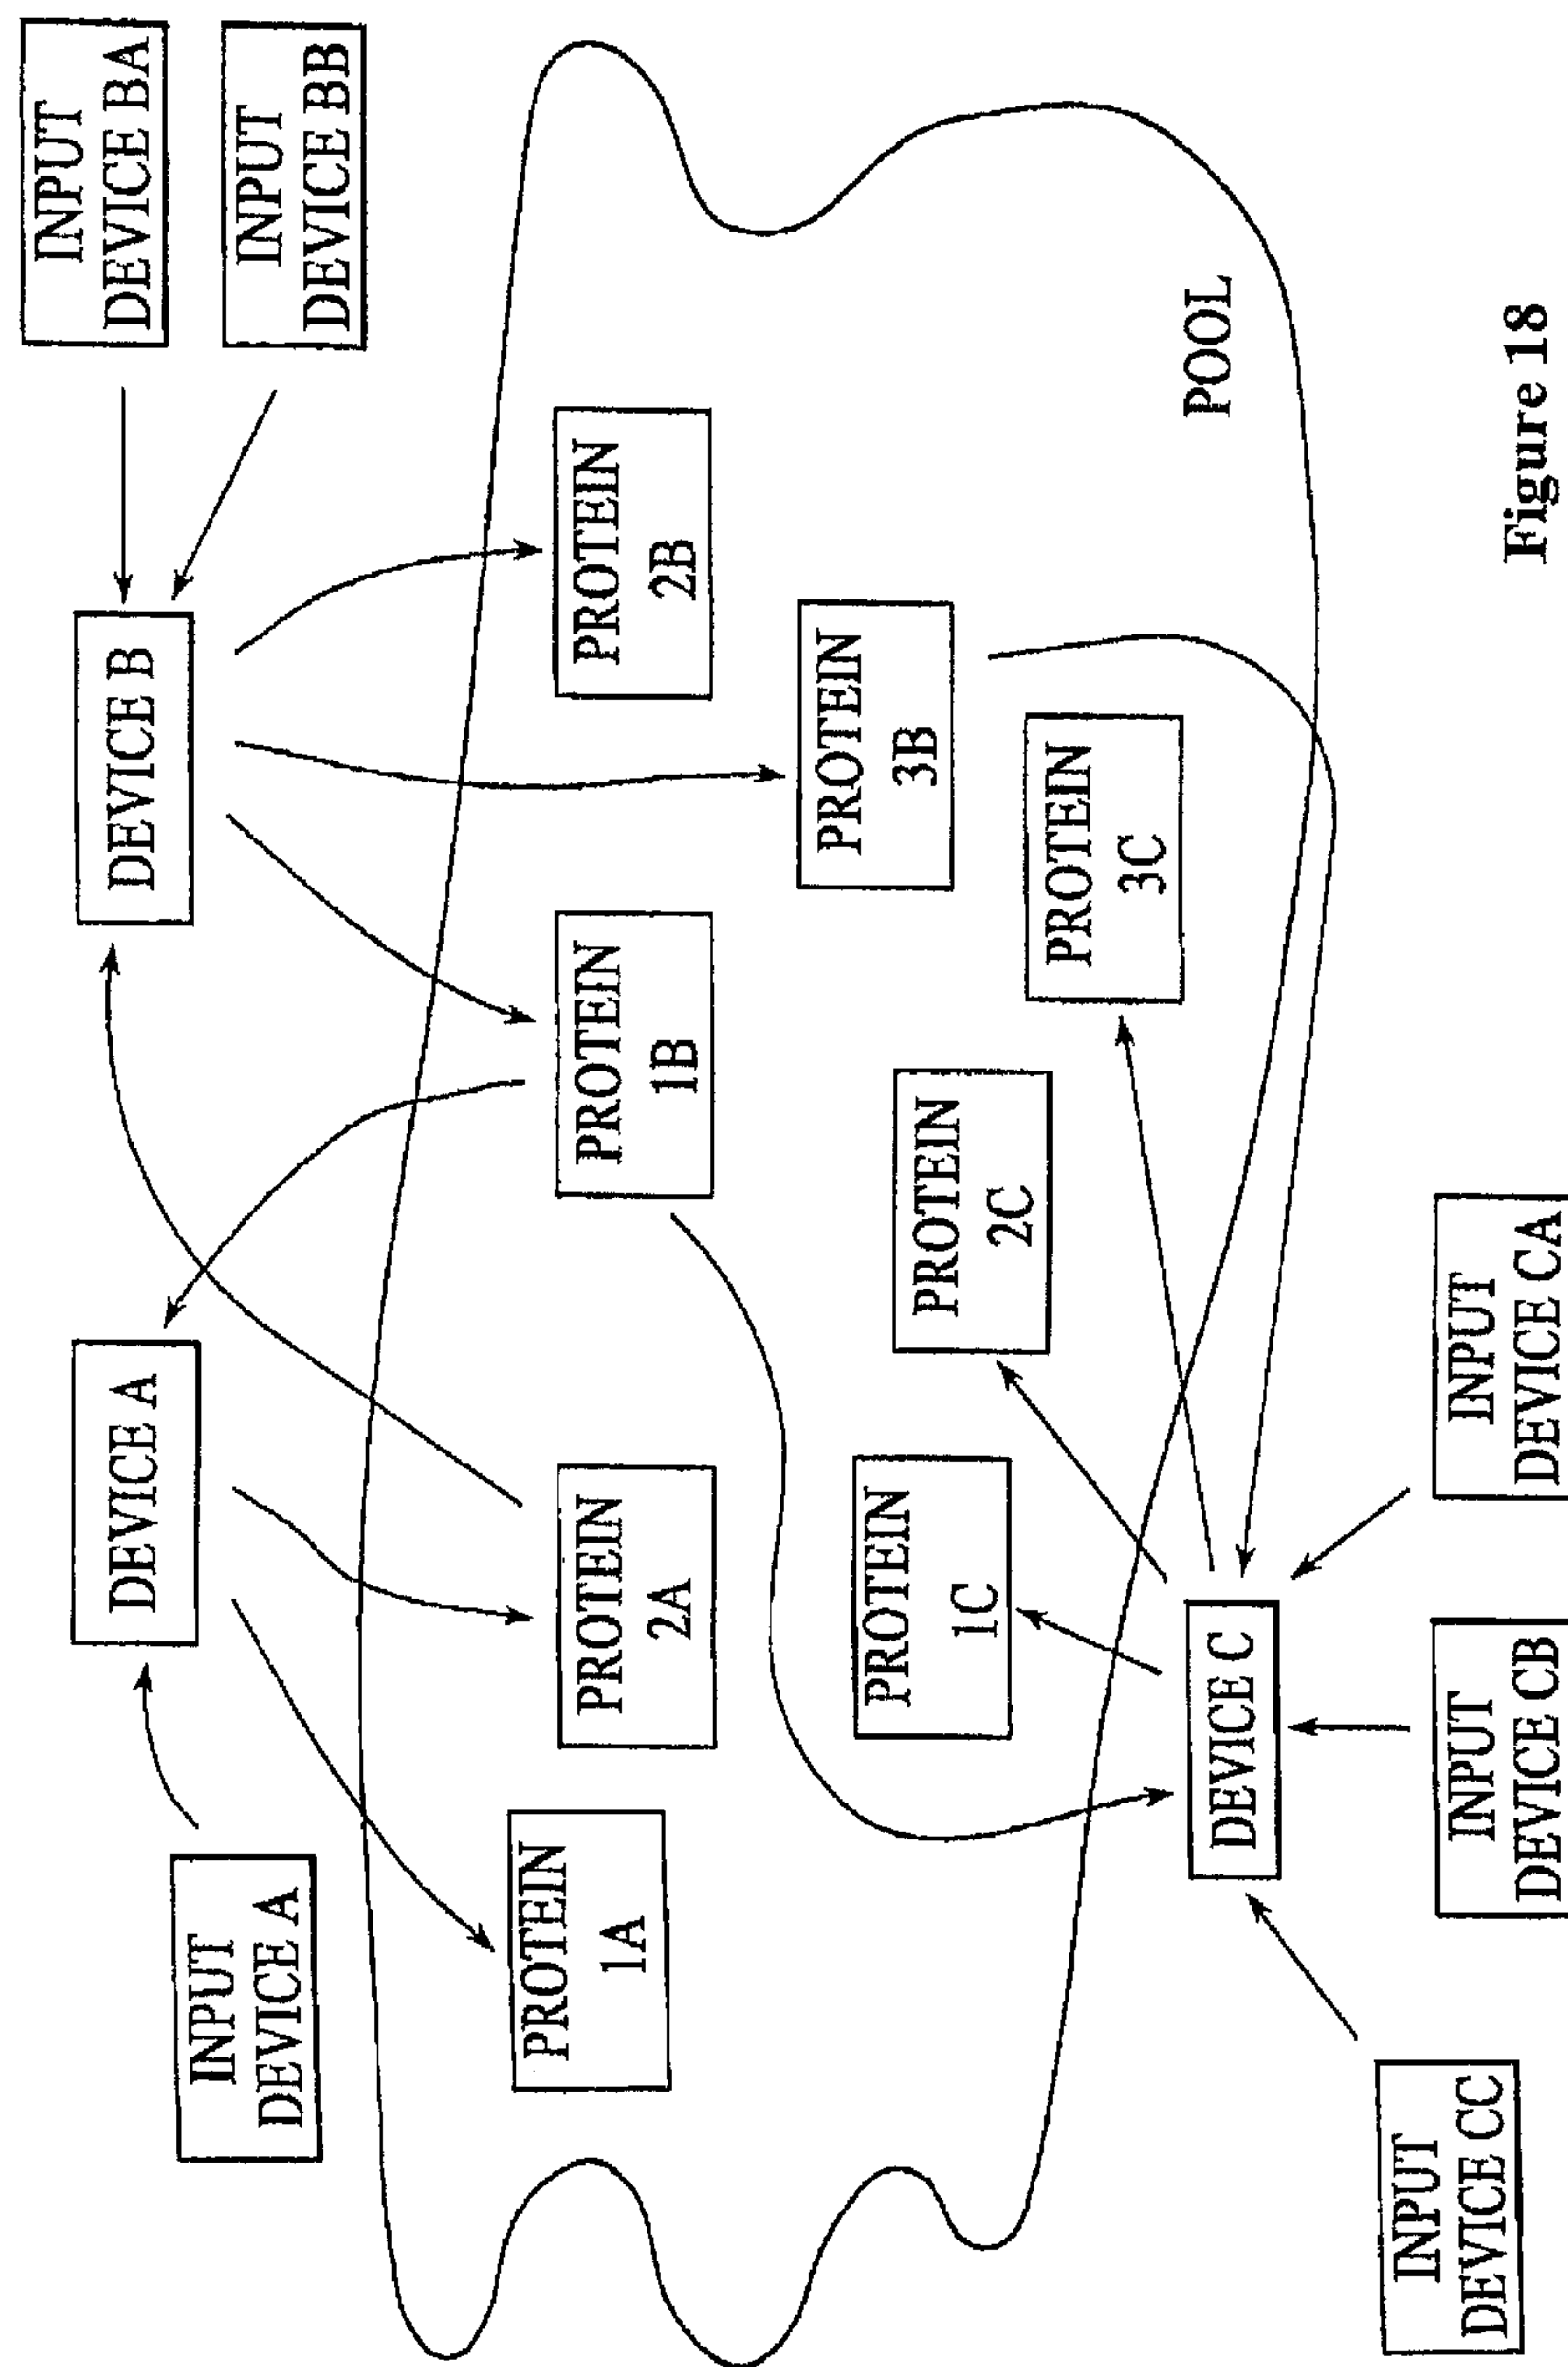 INPUT
DEVICE A
DEVICE A
DEVICE B
INPUT
DEVICE BA
INPUT
DEVICE BB
PROTEIN
1A
PROTEIN
2A
PROTEIN
1B
PROTEIN
2B
PROTEIN
3B
PROTEIN
1C
PROTEIN
2C
PROTEIN
3C
POOL
DEVICE C
INPUT
DEVICE CC
INPUT
DEVICE CB
INPUT
DEVICE CA
Figure 18